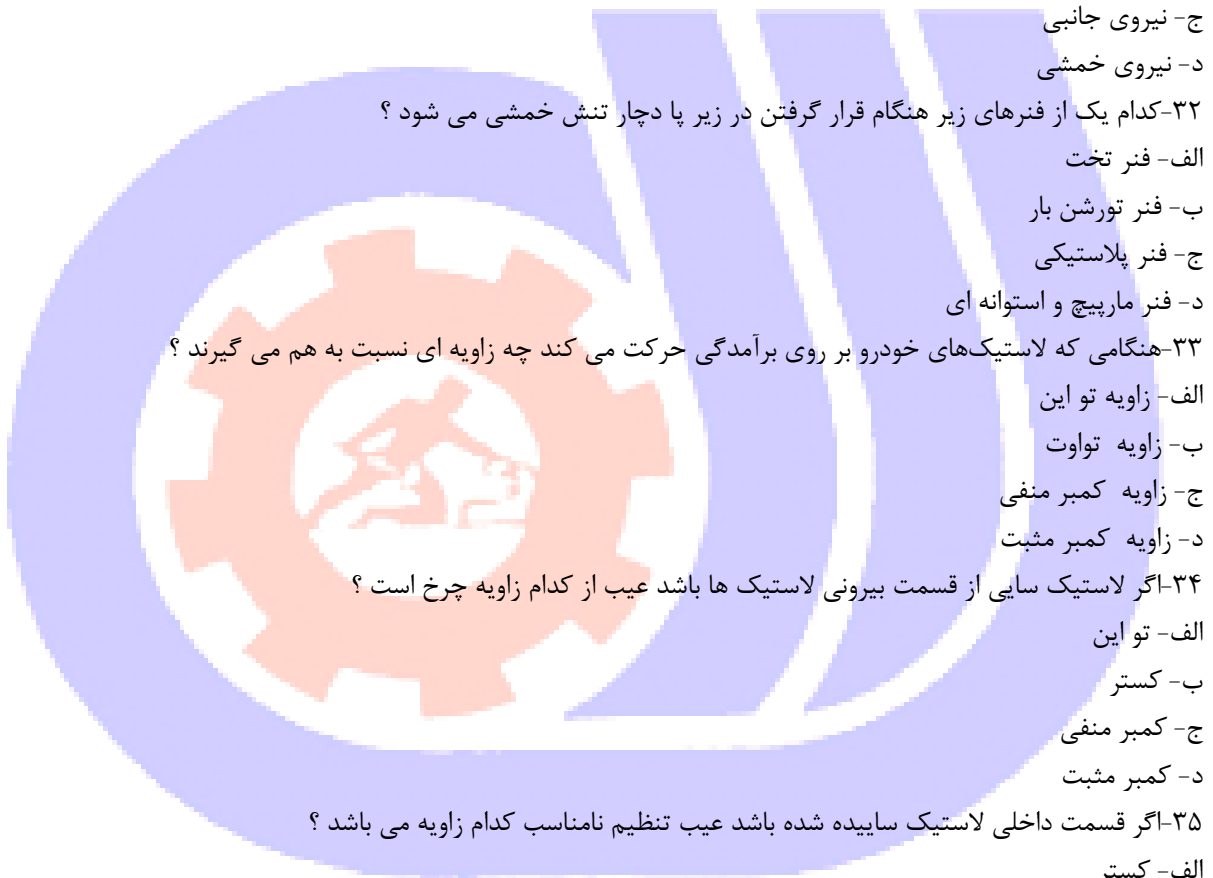 ج- نیروی جانبی
د- نیروی خمشی
۳۲-کدام یک از فنرهای زیر هنگام قرار گرفتن در زیر پا دچار تنش خمشی می شود ؟
الف- فنر تخت
ب- فنر تورشن بار
ج- فنر پلاستیکی
د- فنر مارپیچ و استوانه ای
۳۳-هنگامی که لاستیک‌های خودرو بر روی برآمدگی حرکت می کند چه زاویه ای نسبت به هم می گیرند ؟
الف- زاویه تو این
ب- زاویه تواوت
ج- زاویه کمبر منفی
د- زاویه کمبر مثبت
۳۴-اگر لاستیک سایی از قسمت بیرونی لاستیک ها باشد عیب از کدام زاویه چرخ است ؟
الف- تو این
ب- کستر
ج- کمبر منفی
د- کمبر مثبت
۳۵-اگر قسمت داخلی لاستیک ساییده شده باشد عیب تنظیم نامناسب کدام زاویه می باشد ؟
الف- کستر